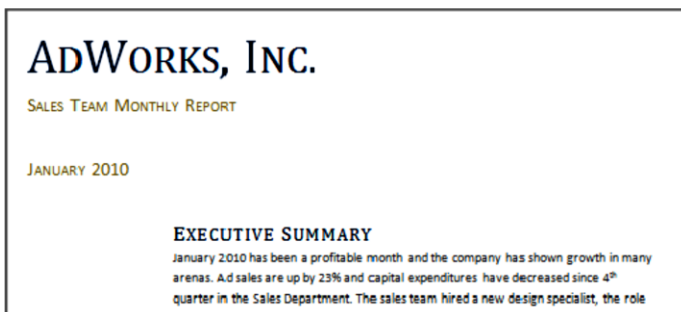 ADWORKS, INC.
SALES TEAM MONTHLY REPORT
JANUARY 2010
EXECUTIVE SUMMARY
January 2010 has been a profitable month and the company has shown growth in many
arenas. Ad sales are up by 23% and capital expenditures have decreased since 4th
quarter in the Sales Department. The sales team hired a new design specialist, the role